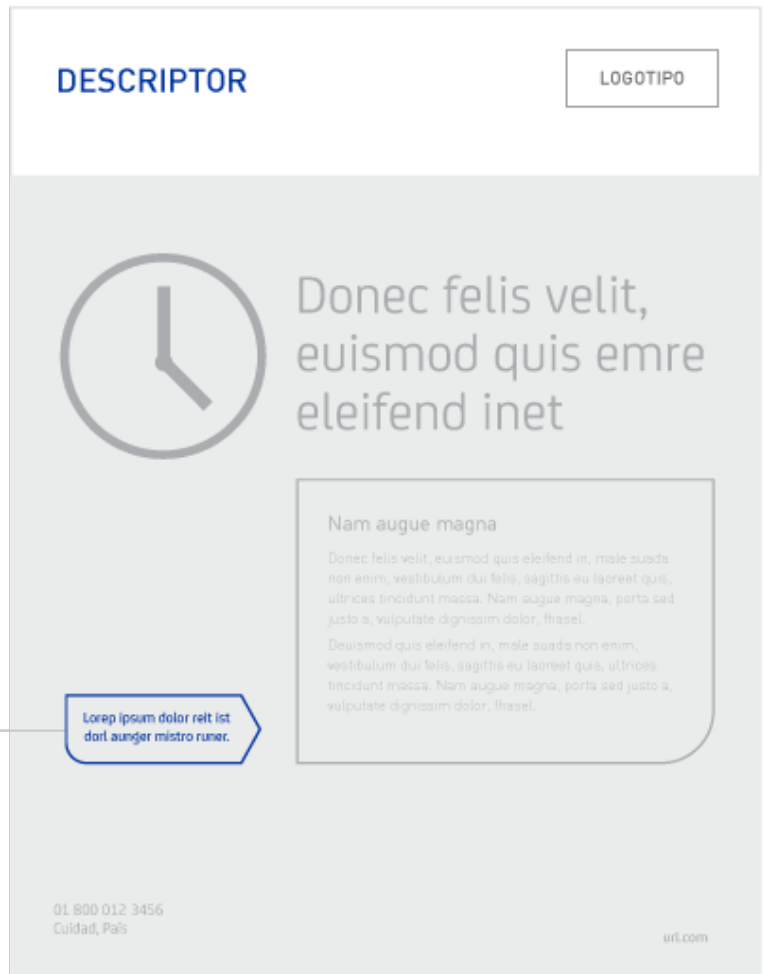 DESCRIPTOR
LOGOTIPO
Donec felis velit,
euismod quis emre
eleifend inet
Nam augue magna
Donec felis velit, euismod quis eleifend in, male suada
non enim, vestibulum dui felis, sagittis eu laoreet quis,
ultrices tincidunt massa. Nam augue magna, porta sed
justo a, vulputate dignissim dolor, fhasel.
Deuismod quis eleifend in, male suada non enim,
vestibulum dui felis, sagittis eu laoreet quis, ultrices
tincidunt massa. Nam augue magna, porta sed justo a,
vulputate dignissim dolor, fhasel.
Lorep ipsum dolor reit ist
dorl aunger mistro runer.
01 800 012 3456
Cuidad, País
url.com